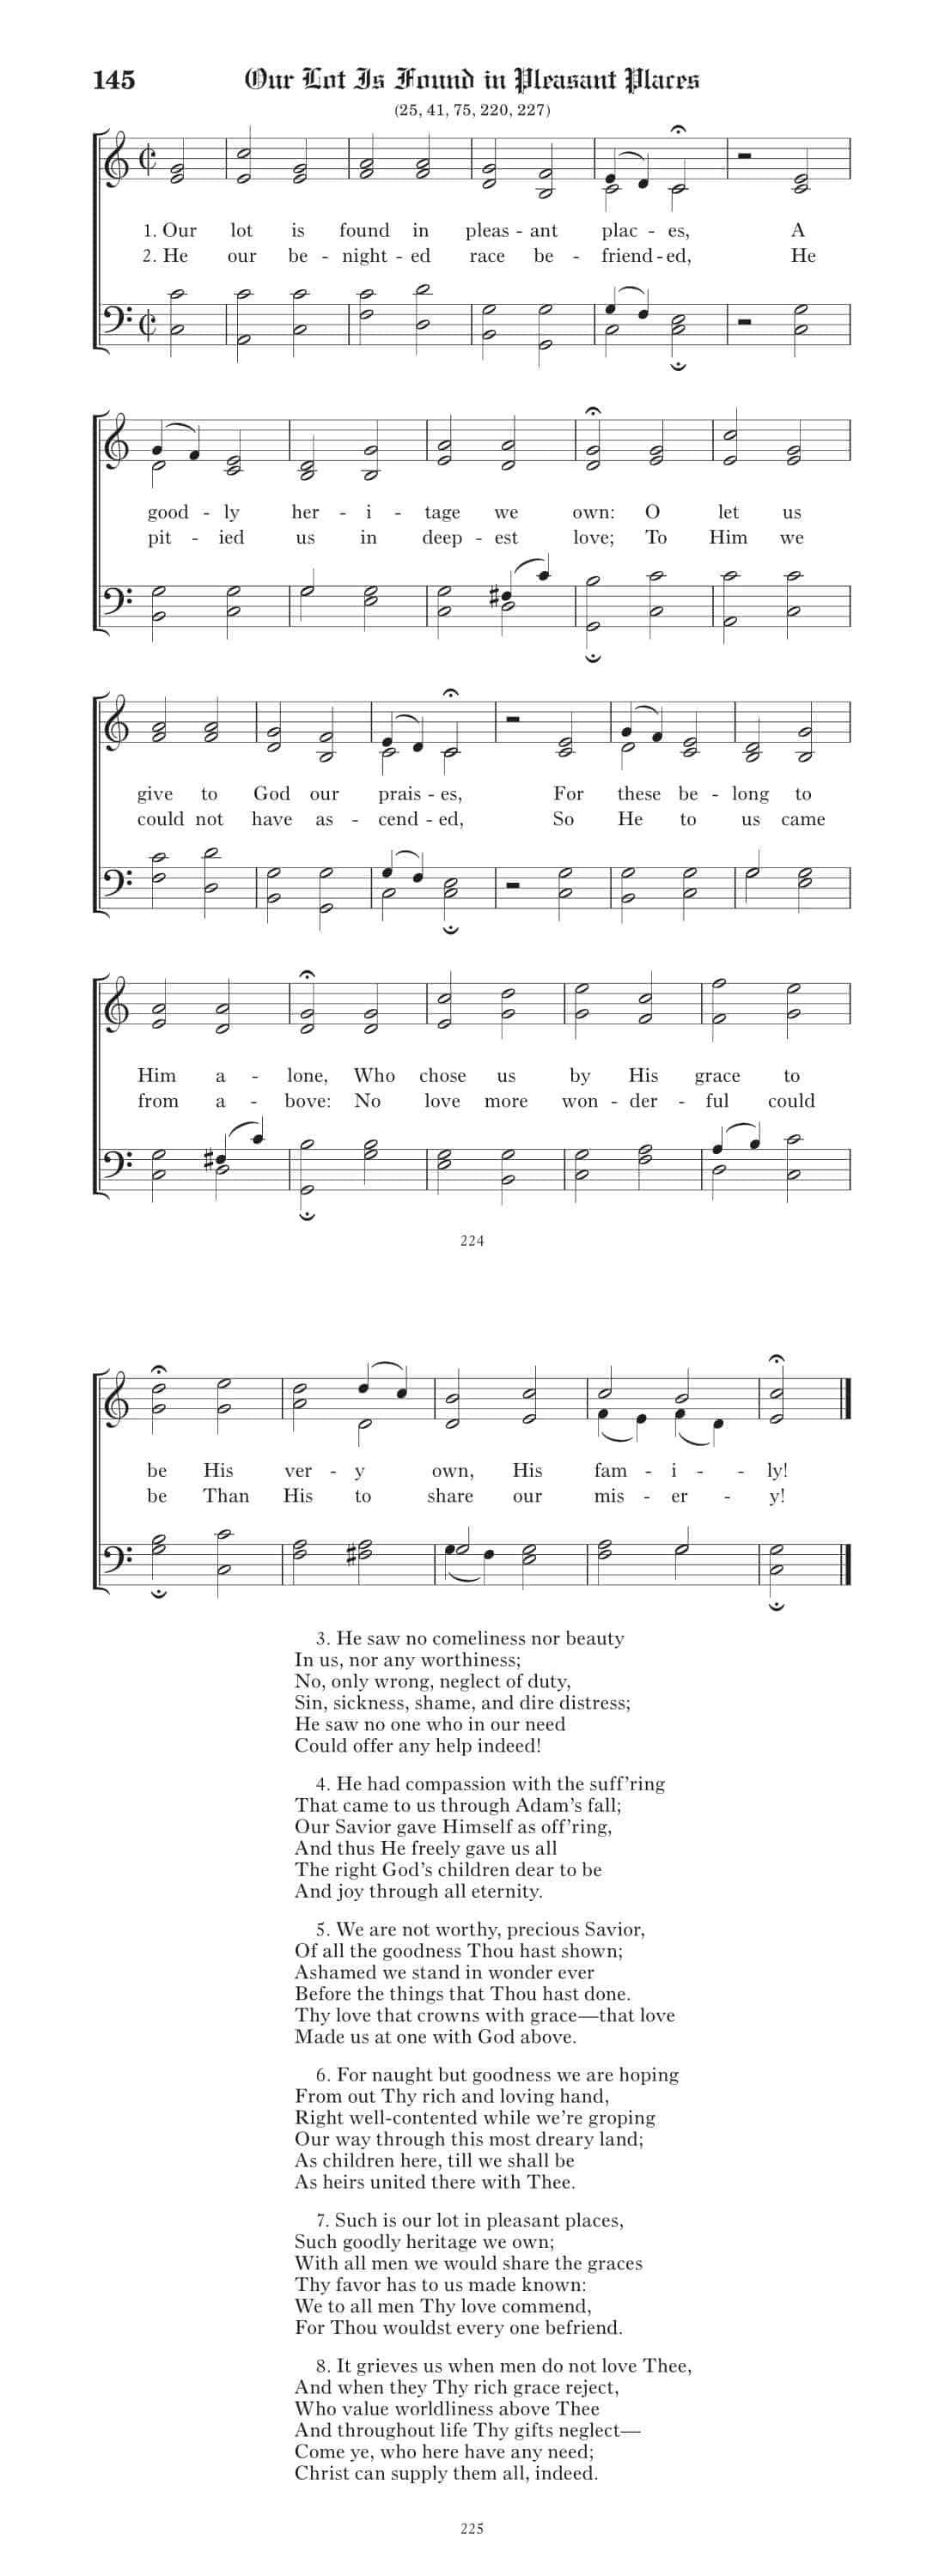 145 Our Lot Is Found in Pleasant Places
(25, 41, 75, 220, 227)
1. Our lot is found in pleas - ant plac - es, A
2. He our be - night - ed race be - friend - ed, He
good - ly her - i - tage we own: O let us
pit - ied us in deep - est love; To Him we
give to God our prais - es, For these be - long to
could not have as - cend - ed, So He to us came
Him a - lone, Who chose us by His grace to
from a - bove: No love more won - der - ful could
224
be His ver - y own, His fam - i - - ly!
be Than His to share our mis - er - y!
3. He saw no comeliness nor beauty
In us, nor any worthiness;
No, only wrong, neglect of duty,
Sin, sickness, shame, and dire distress;
He saw no one who in our need
Could offer any help indeed!
4. He had compassion with the suff’ring
That came to us through Adam’s fall;
Our Savior gave Himself as off’ring,
And thus He freely gave us all
The right God’s children dear to be
And joy through all eternity.
5. We are not worthy, precious Savior,
Of all the goodness Thou hast shown;
Ashamed we stand in wonder ever
Before the things that Thou hast done.
Thy love that crowns with grace—that love
Made us at one with God above.
6. For naught but goodness we are hoping
From out Thy rich and loving hand,
Right well-contented while we’re groping
Our way through this most dreary land;
As children here, till we shall be
As heirs united there with Thee.
7. Such is our lot in pleasant places,
Such goodly heritage we own;
With all men we would share the graces
Thy favor has to us made known:
We to all men Thy love commend,
For Thou wouldst every one befriend.
8. It grieves us when men do not love Thee,
And when they Thy rich grace reject,
Who value worldliness above Thee
And throughout life Thy gifts neglect—
Come ye, who here have any need;
Christ can supply them all, indeed.
225